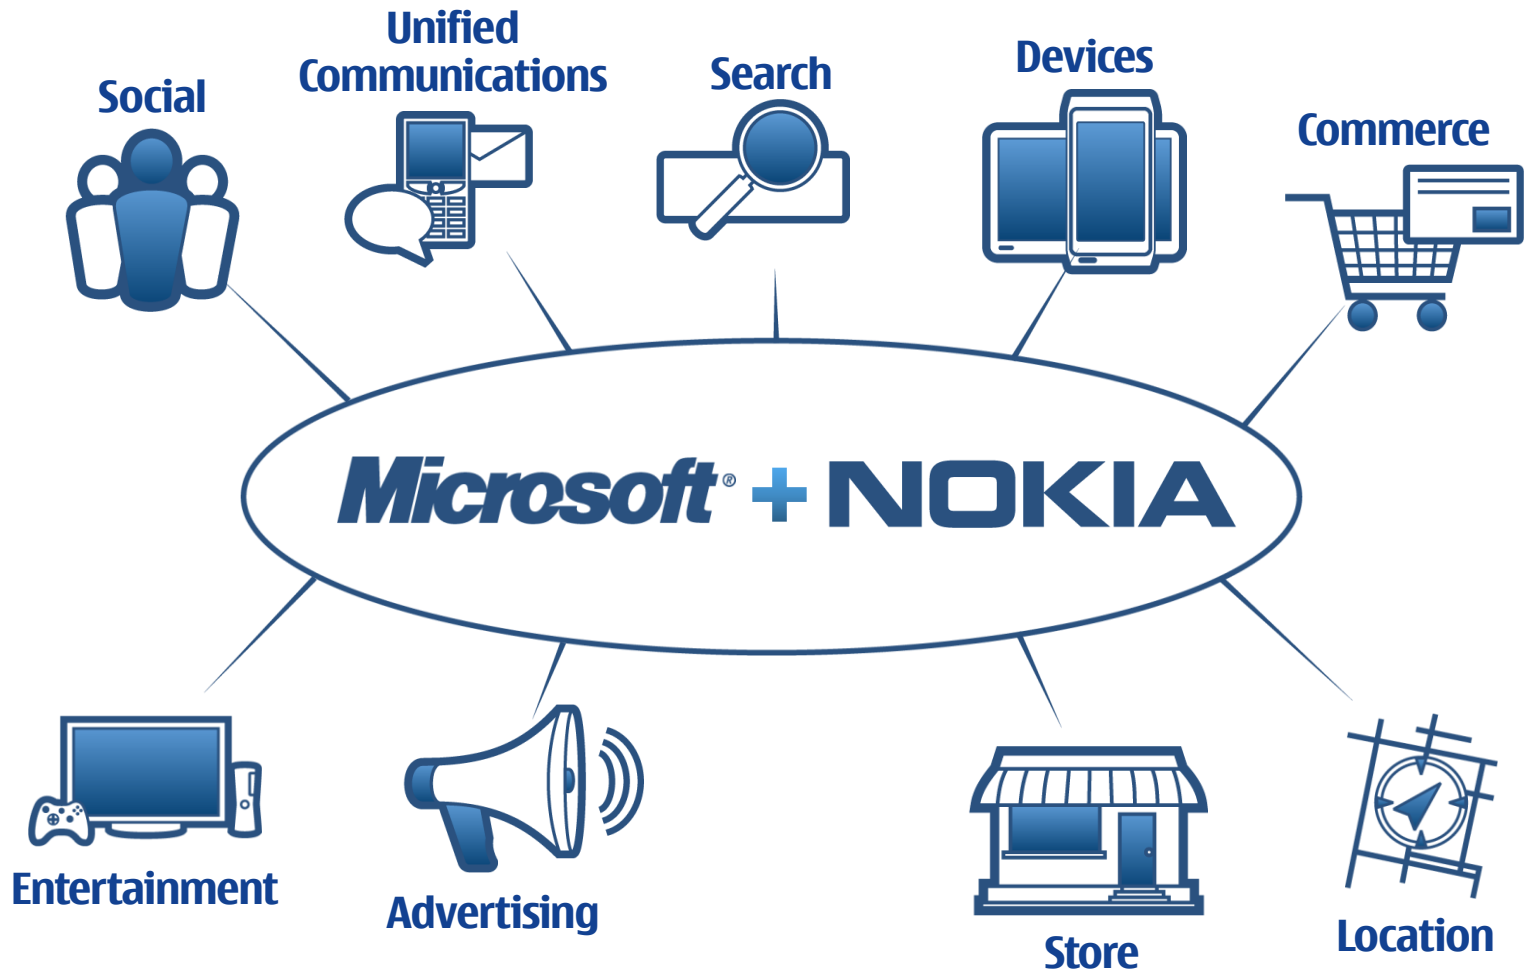 Unified
Communications
Social
Search
Devices
Commerce
Microsoft® + NOKIA
Entertainment
Advertising
Store
Location